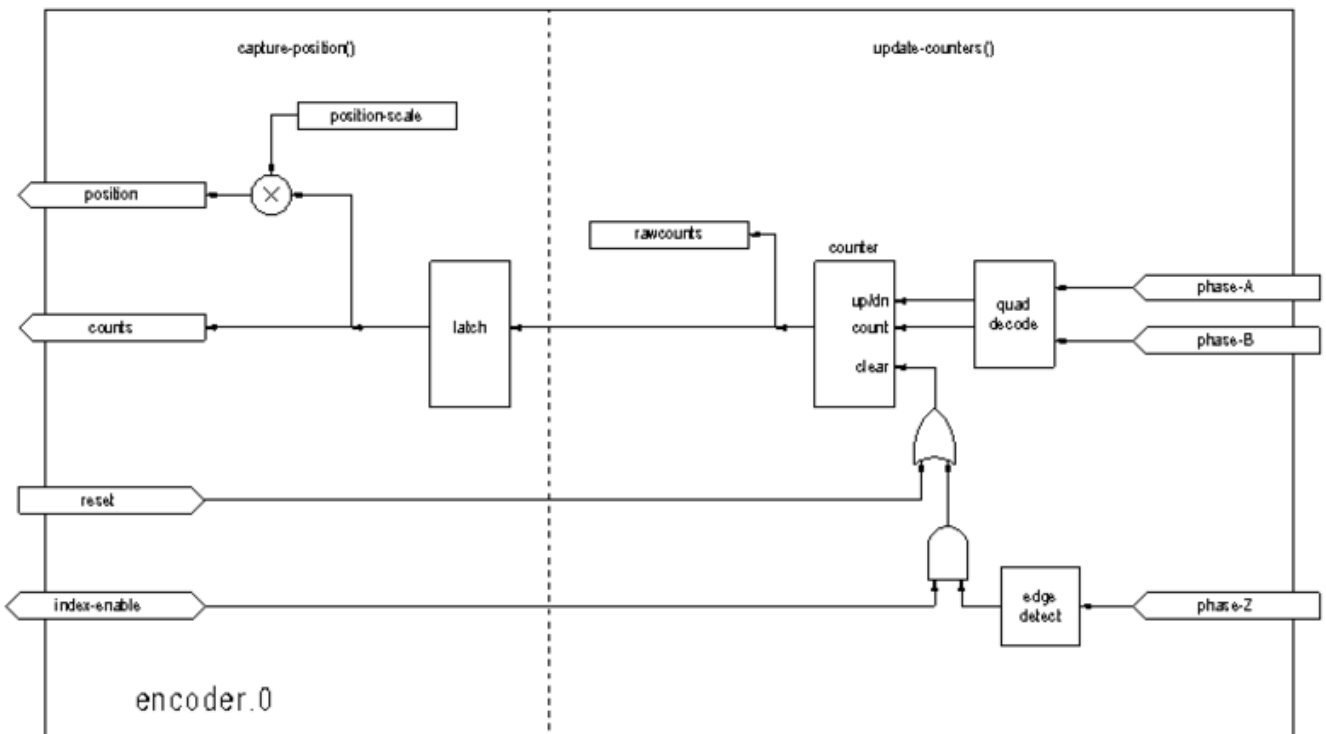 capture-position()
update-counters()
position-scale
position
rawcounts
counter
up/dn
count
clear
quad
decode
phase-A
phase-B
counts
latch
reset
index-enable
edge
detect
phase-Z
encoder.0